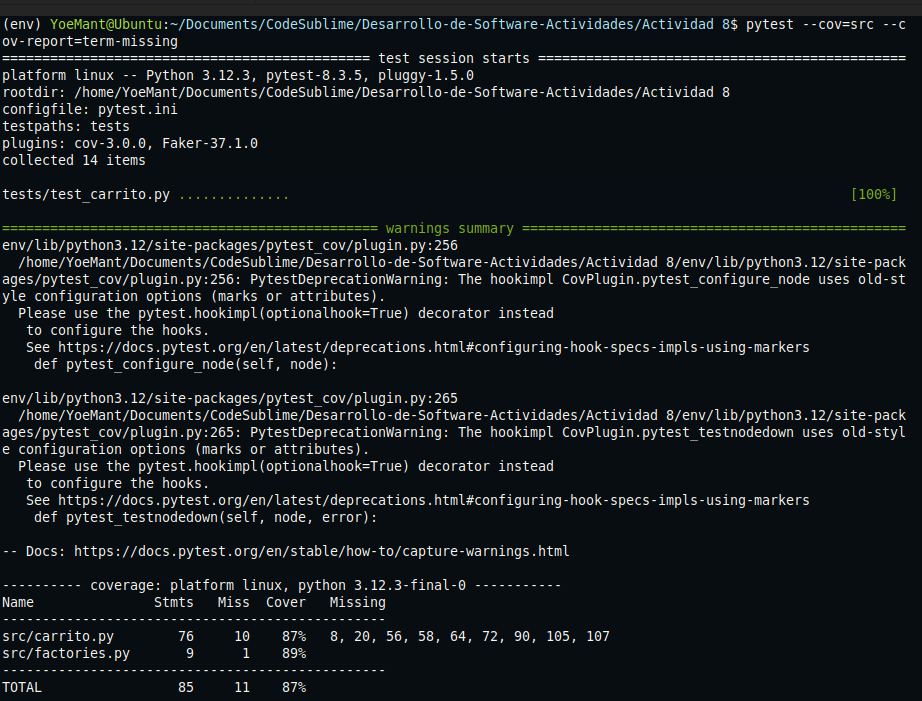 (env) YoeMant@Ubuntu:~/Documents/CodeSublime/Desarrollo-de-Software-Actividades/Actividad 8$ pytest --cov=src --c
ov-report=term-missing
============================================== test session starts ==============================================
platform linux -- Python 3.12.3, pytest-8.3.5, pluggy-1.5.0
rootdir: /home/YoeMant/Documents/CodeSublime/Desarrollo-de-Software-Actividades/Actividad 8
configfile: pytest.ini
testpaths: tests
plugins: cov-3.0.0, Faker-37.1.0
collected 14 items
tests/test_carrito.py ..............                                                                      [100%]
=============================================== warnings summary ================================================
env/lib/python3.12/site-packages/pytest_cov/plugin.py:256
  /home/YoeMant/Documents/CodeSublime/Desarrollo-de-Software-Actividades/Actividad 8/env/lib/python3.12/site-pack
ages/pytest_cov/plugin.py:256: PytestDeprecationWarning: The hookimpl CovPlugin.pytest_configure_node uses old-st
yle configuration options (marks or attributes).
  Please use the pytest.hookimpl(optionalhook=True) decorator instead
   to configure the hooks.
   See https://docs.pytest.org/en/latest/deprecations.html#configuring-hook-specs-impls-using-markers
    def pytest_configure_node(self, node):
env/lib/python3.12/site-packages/pytest_cov/plugin.py:265
  /home/YoeMant/Documents/CodeSublime/Desarrollo-de-Software-Actividades/Actividad 8/env/lib/python3.12/site-pack
ages/pytest_cov/plugin.py:265: PytestDeprecationWarning: The hookimpl CovPlugin.pytest_testnodedown uses old-styl
e configuration options (marks or attributes).
  Please use the pytest.hookimpl(optionalhook=True) decorator instead
   to configure the hooks.
   See https://docs.pytest.org/en/latest/deprecations.html#configuring-hook-specs-impls-using-markers
    def pytest_testnodedown(self, node, error):
-- Docs: https://docs.pytest.org/en/stable/how-to/capture-warnings.html
---------- coverage: platform linux, python 3.12.3-final-0 -----------
Name               Stmts   Miss  Cover   Missing
------------------------------------------------
src/carrito.py        76     10    87%   8, 20, 56, 58, 64, 72, 90, 105, 107
src/factories.py       9      1    89%
------------------------------------------------
TOTAL                 85     11    87%